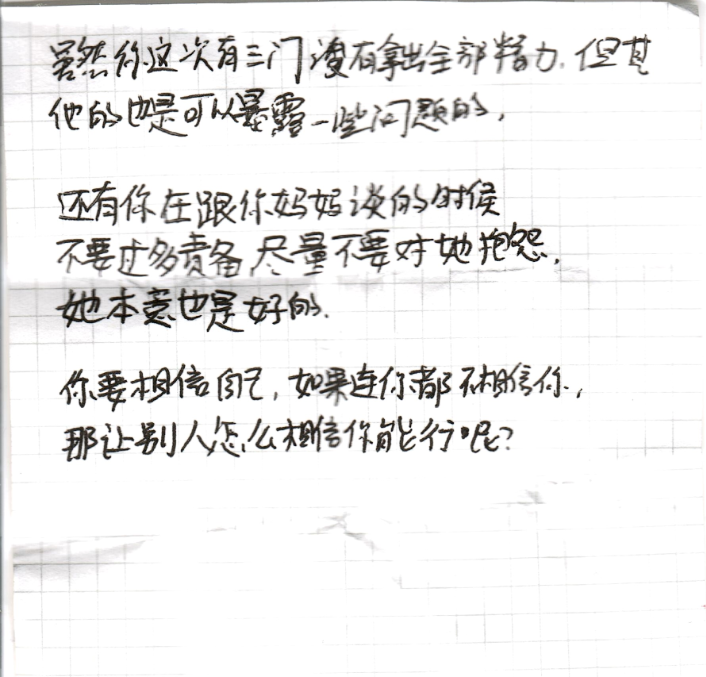 虽然你这次有三门没有拿出全部精力，但其
他的也是可以暴露一些问题的，
还有你在跟你妈妈谈的时候
不要过多责备，尽量不要对她抱怨，
她本意也是好的。
你要相信自己，如果连你都不相信你，
那让别人怎么相信你能行呢？